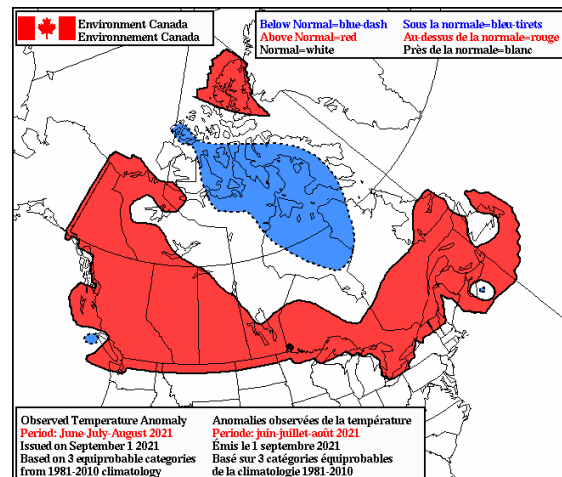 Environment Canada
Environnement Canada
Below Normal=blue-dash
Above Normal=red
Normal=white
Sous la normale=bleu-tirets
Au-dessus de la normale=rouge
Près de la normale=blanc
Observed Temperature Anomaly
Period: June-July-August 2021
Issued on September 1 2021
Based on 3 equiprobable categories
from 1981-2010 climatology
Anomalies observées de la température
Periode: juin-juillet-août 2021
Émis le 1 septembre 2021
Basé sur 3 catégories équiprobables
de la climatologie 1981-2010